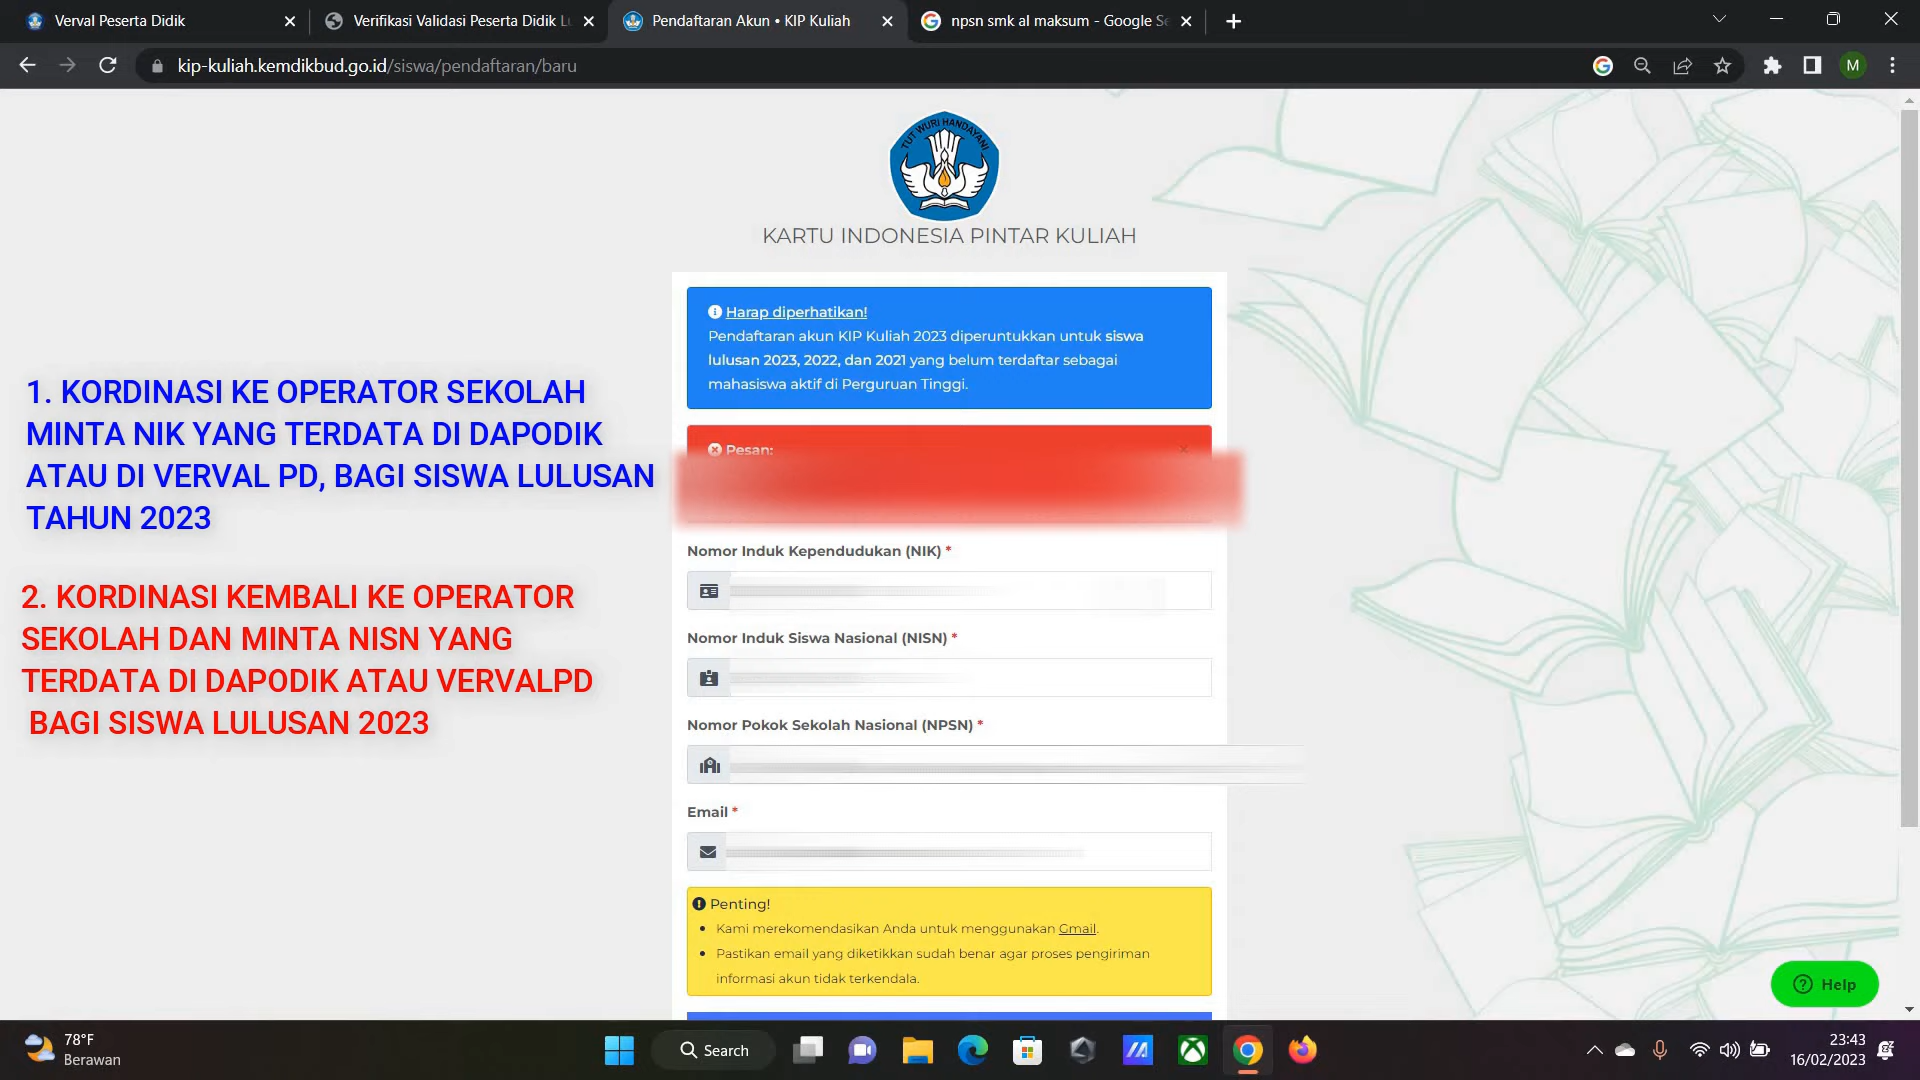 Verval Peserta Didik
Verifikasi Validasi Peserta Didik
Pendaftaran Akun • KIP Kuliah
npsn smk al maksum - Google Se
kip-kuliah.kemdikbud.go.id/siswa/pendaftaran/baru
M
TUT WURI HANDAYANI
KARTU INDONESIA PINTAR KULIAH
Harap diperhatikan!
Pendaftaran akun KIP Kuliah 2023 diperuntukkan untuk siswa
lulusan 2023, 2022, dan 2021 yang belum terdaftar sebagai
mahasiswa aktif di Perguruan Tinggi.
1. KORDINASI KE OPERATOR SEKOLAH
MINTA NIK YANG TERDATA DI DAPODIK
ATAU DI VERVAL PD, BAGI SISWA LULUSAN
TAHUN 2023
2. KORDINASI KEMBALI KE OPERATOR
SEKOLAH DAN MINTA NISN YANG
TERDATA DI DAPODIK ATAU VERVALPD
BAGI SISWA LULUSAN 2023
Pesan:
Nomor Induk Kependudukan (NIK) *
Nomor Induk Siswa Nasional (NISN) *
Nomor Pokok Sekolah Nasional (NPSN) *
Email *
Penting!
• Kami merekomendasikan Anda untuk menggunakan Gmail.
• Pastikan email yang diketikkan sudah benar agar proses pengiriman
informasi akun tidak terkendala.
Help
78°F
Berawan
Search
23:43
16/02/2023